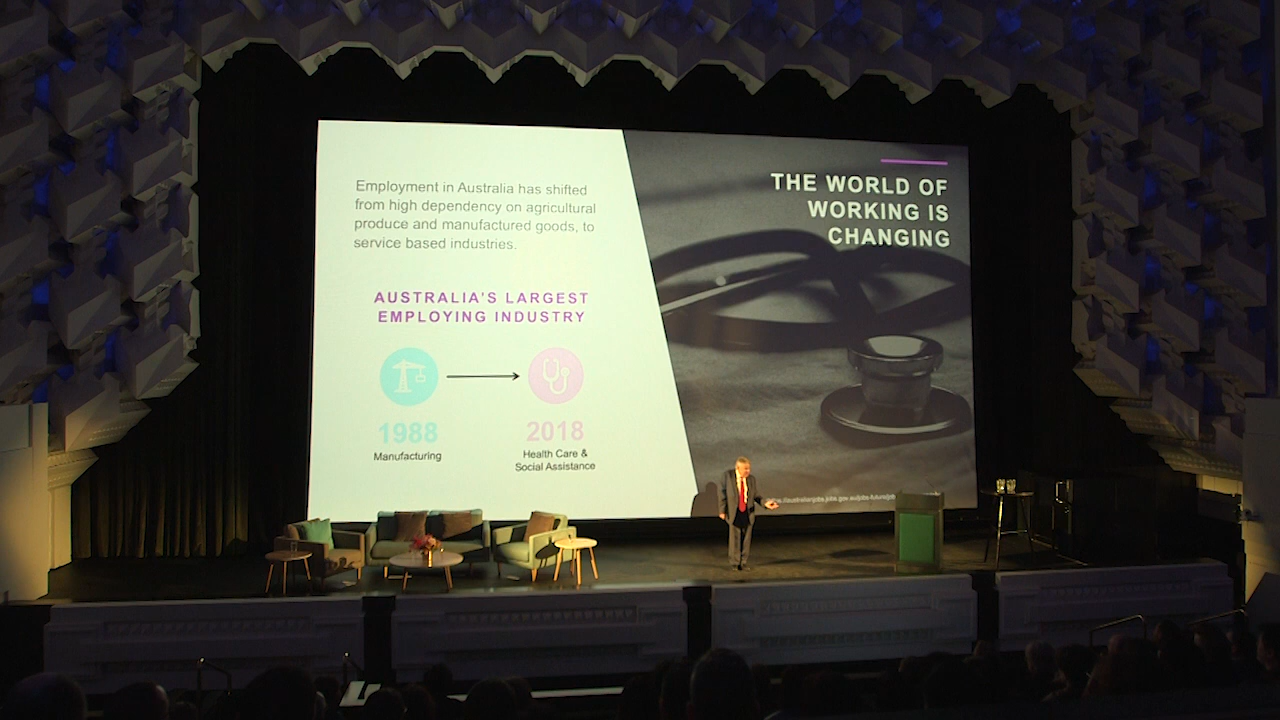 Employment in Australia has shifted
from high dependency on agricultural
produce and manufactured goods, to
service based industries.
AUSTRALIA'S LARGEST
EMPLOYING INDUSTRY
1988
Manufacturing
2018
Health Care &
Social Assistance
THE WORLD OF
WORKING IS
CHANGING